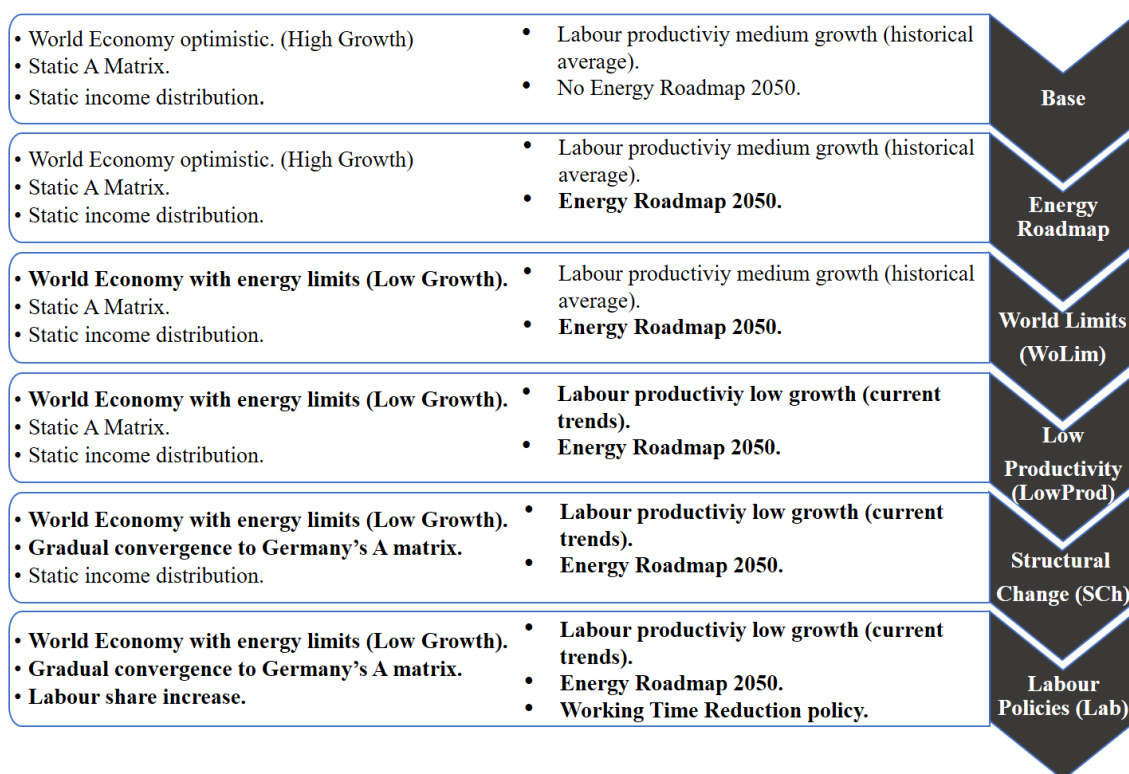 • World Economy optimistic. (High Growth)
• Static A Matrix.
• Static income distribution.
• Labour productiviy medium growth (historical
average).
• No Energy Roadmap 2050.
Base
• World Economy optimistic. (High Growth)
• Static A Matrix.
• Static income distribution.
• Labour productiviy medium growth (historical
average).
• Energy Roadmap 2050.
Energy
Roadmap
• World Economy with energy limits (Low Growth).
• Static A Matrix.
• Static income distribution.
• Labour productiviy medium growth (historical
average).
• Energy Roadmap 2050.
World Limits
(WoLim)
• World Economy with energy limits (Low Growth).
• Static A Matrix.
• Static income distribution.
• Labour productiviy low growth (current
trends).
• Energy Roadmap 2050.
Low
Productivity
(LowProd)
• World Economy with energy limits (Low Growth).
• Gradual convergence to Germany’s A matrix.
• Static income distribution.
• Labour productiviy low growth (current
trends).
• Energy Roadmap 2050.
Structural
Change (SCh)
• World Economy with energy limits (Low Growth).
• Gradual convergence to Germany’s A matrix.
• Labour share increase.
• Labour productiviy low growth (current
trends).
• Energy Roadmap 2050.
• Working Time Reduction policy.
Labour
Policies (Lab)